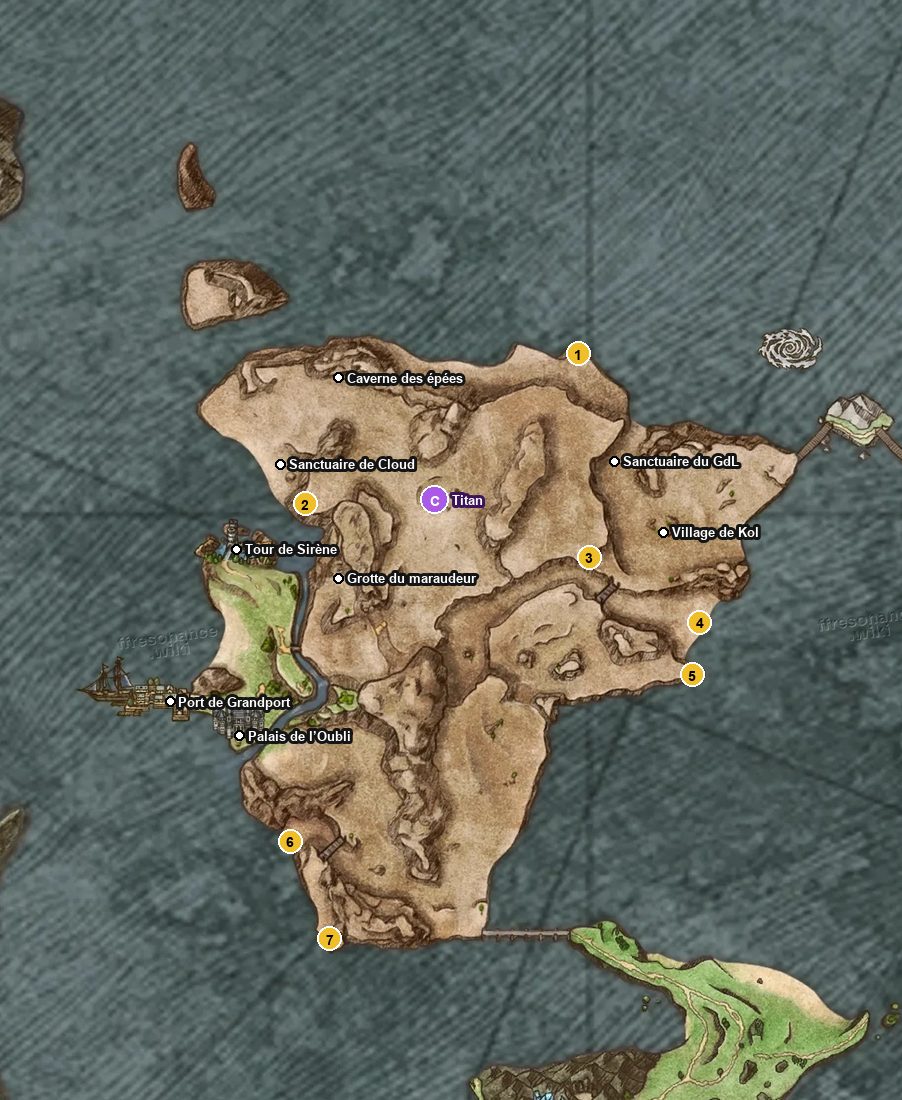 1
Caverne des épées
Sanctuaire de Cloud
Sanctuaire du GdL
2
C Titan
Village de Kol
Tour de Sirène
3
Grotte du maraudeur
4
ffresonance
.wiki
ffresonance
.wiki
5
Port de Grandport
Palais de l'Oubli
6
7